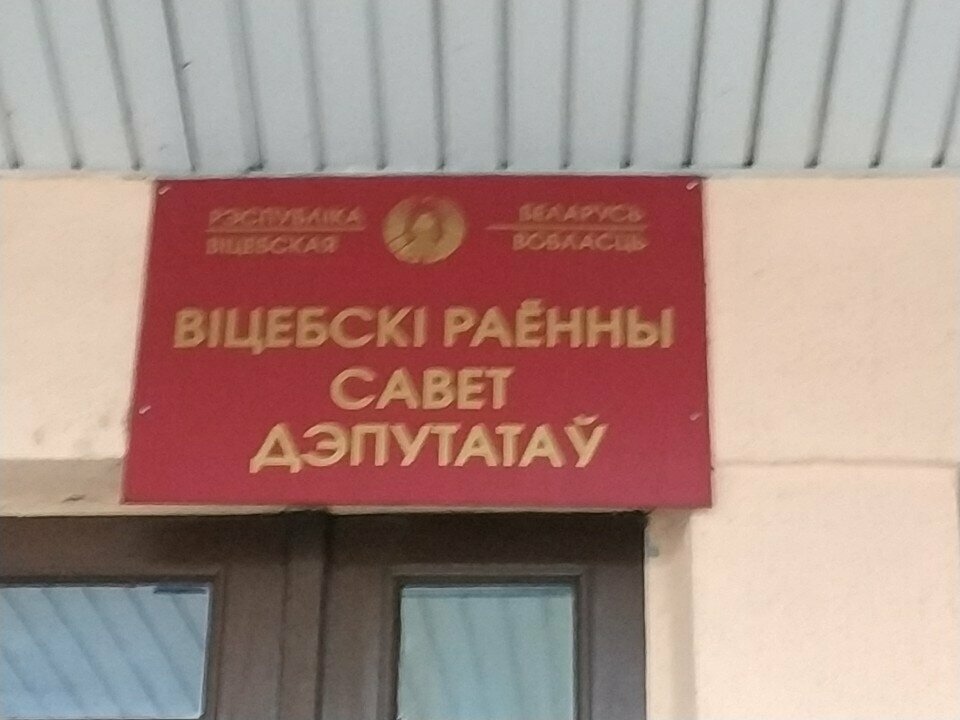 РЭСПУБЛІКА БЕЛАРУСЬ
ВІЦЕБСКАЯ ВОБЛАСЦЬ
ВІЦЕБСКІ РАЁННЫ
САВЕТ
ДЭПУТАТАЎ